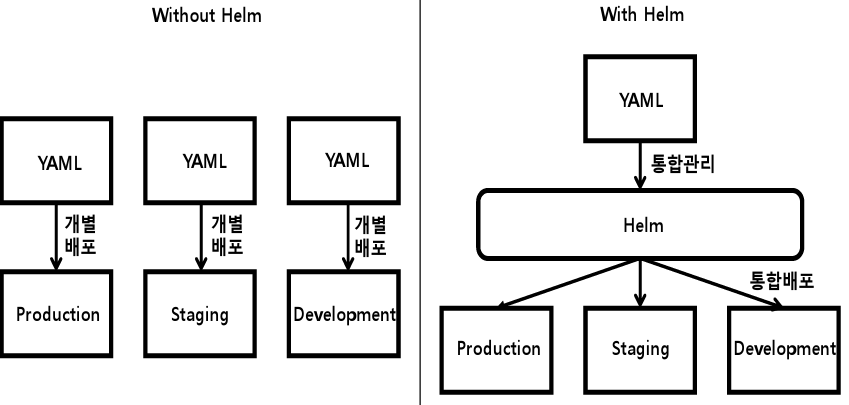 Without Helm
YAML
YAML
YAML
개별
배포
개별
배포
개별
배포
Production
Staging
Development
With Helm
YAML
통합관리
Helm
통합배포
Production
Staging
Development